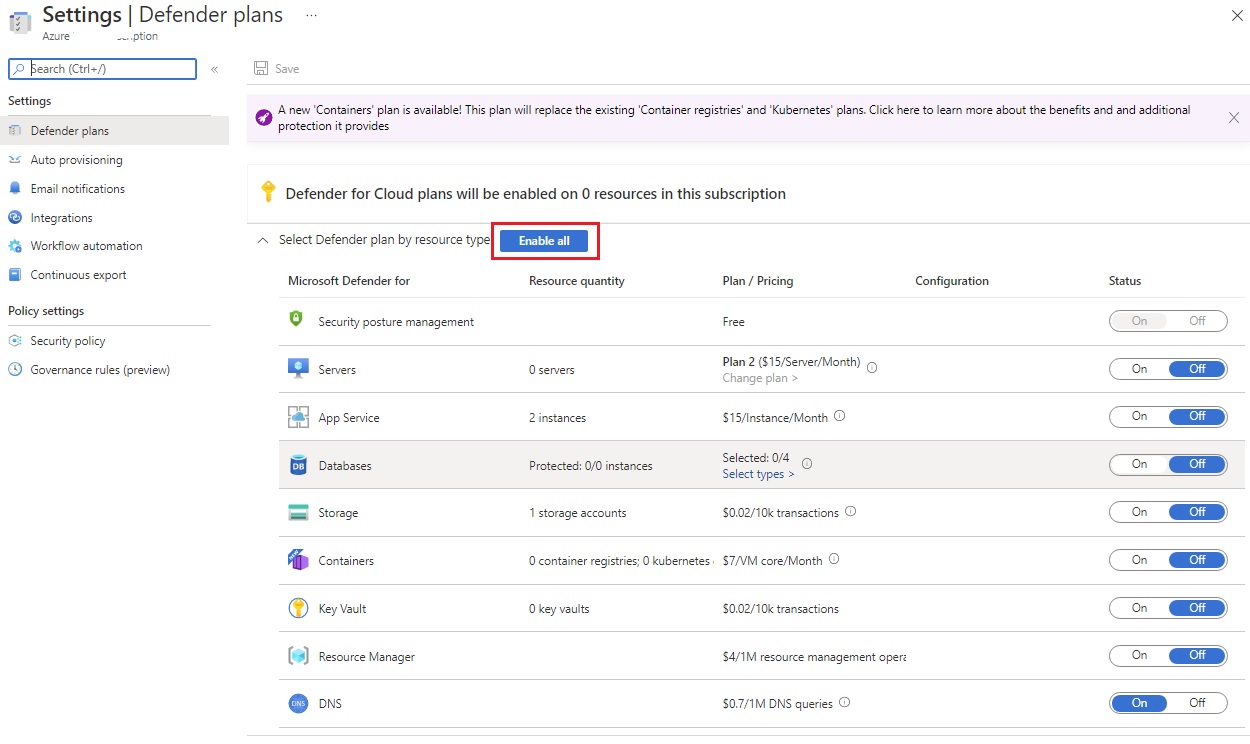 Settings | Defender plans ...
Azure
Search (Ctrl+/)
«
Save
Settings
Defender plans
Auto provisioning
Email notifications
Integrations
Workflow automation
Continuous export
Policy settings
Security policy
Governance rules (preview)
A new 'Containers' plan is available! This plan will replace the existing 'Container registries' and 'Kubernetes' plans. Click here to learn more about the benefits and and additional
protection it provides
Defender for Cloud plans will be enabled on 0 resources in this subscription
Select Defender plan by resource type Enable all
Microsoft Defender for Resource quantity Plan / Pricing Configuration Status
Security posture management Free On Off
Servers 0 servers Plan 2 ($15/Server/Month) On Off
Change plan >
App Service 2 instances $15/Instance/Month On Off
Databases Protected: 0/0 instances Selected: 0/4 On Off
Select types >
Storage 1 storage accounts $0.02/10k transactions On Off
Containers 0 container registries; 0 kubernetes $7/VM core/Month On Off
Key Vault 0 key vaults $0.02/10k transactions On Off
Resource Manager $4/1M resource management opera On Off
DNS $0.7/1M DNS queries On Off